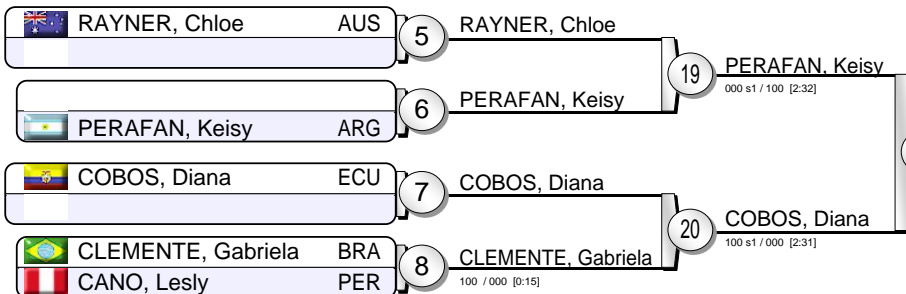 RAYNER, Chloe AUS
5
RAYNER, Chloe
19
PERAFAN, Keisy
000 s1 / 100 [2:32]
6
PERAFAN, Keisy
PERAFAN, Keisy ARG
COBOS, Diana ECU
7
COBOS, Diana
20
COBOS, Diana
100 s1 / 000 [2:31]
CLEMENTE, Gabriela BRA
8
CLEMENTE, Gabriela
100 / 000 [0:15]
CANO, Lesly PER